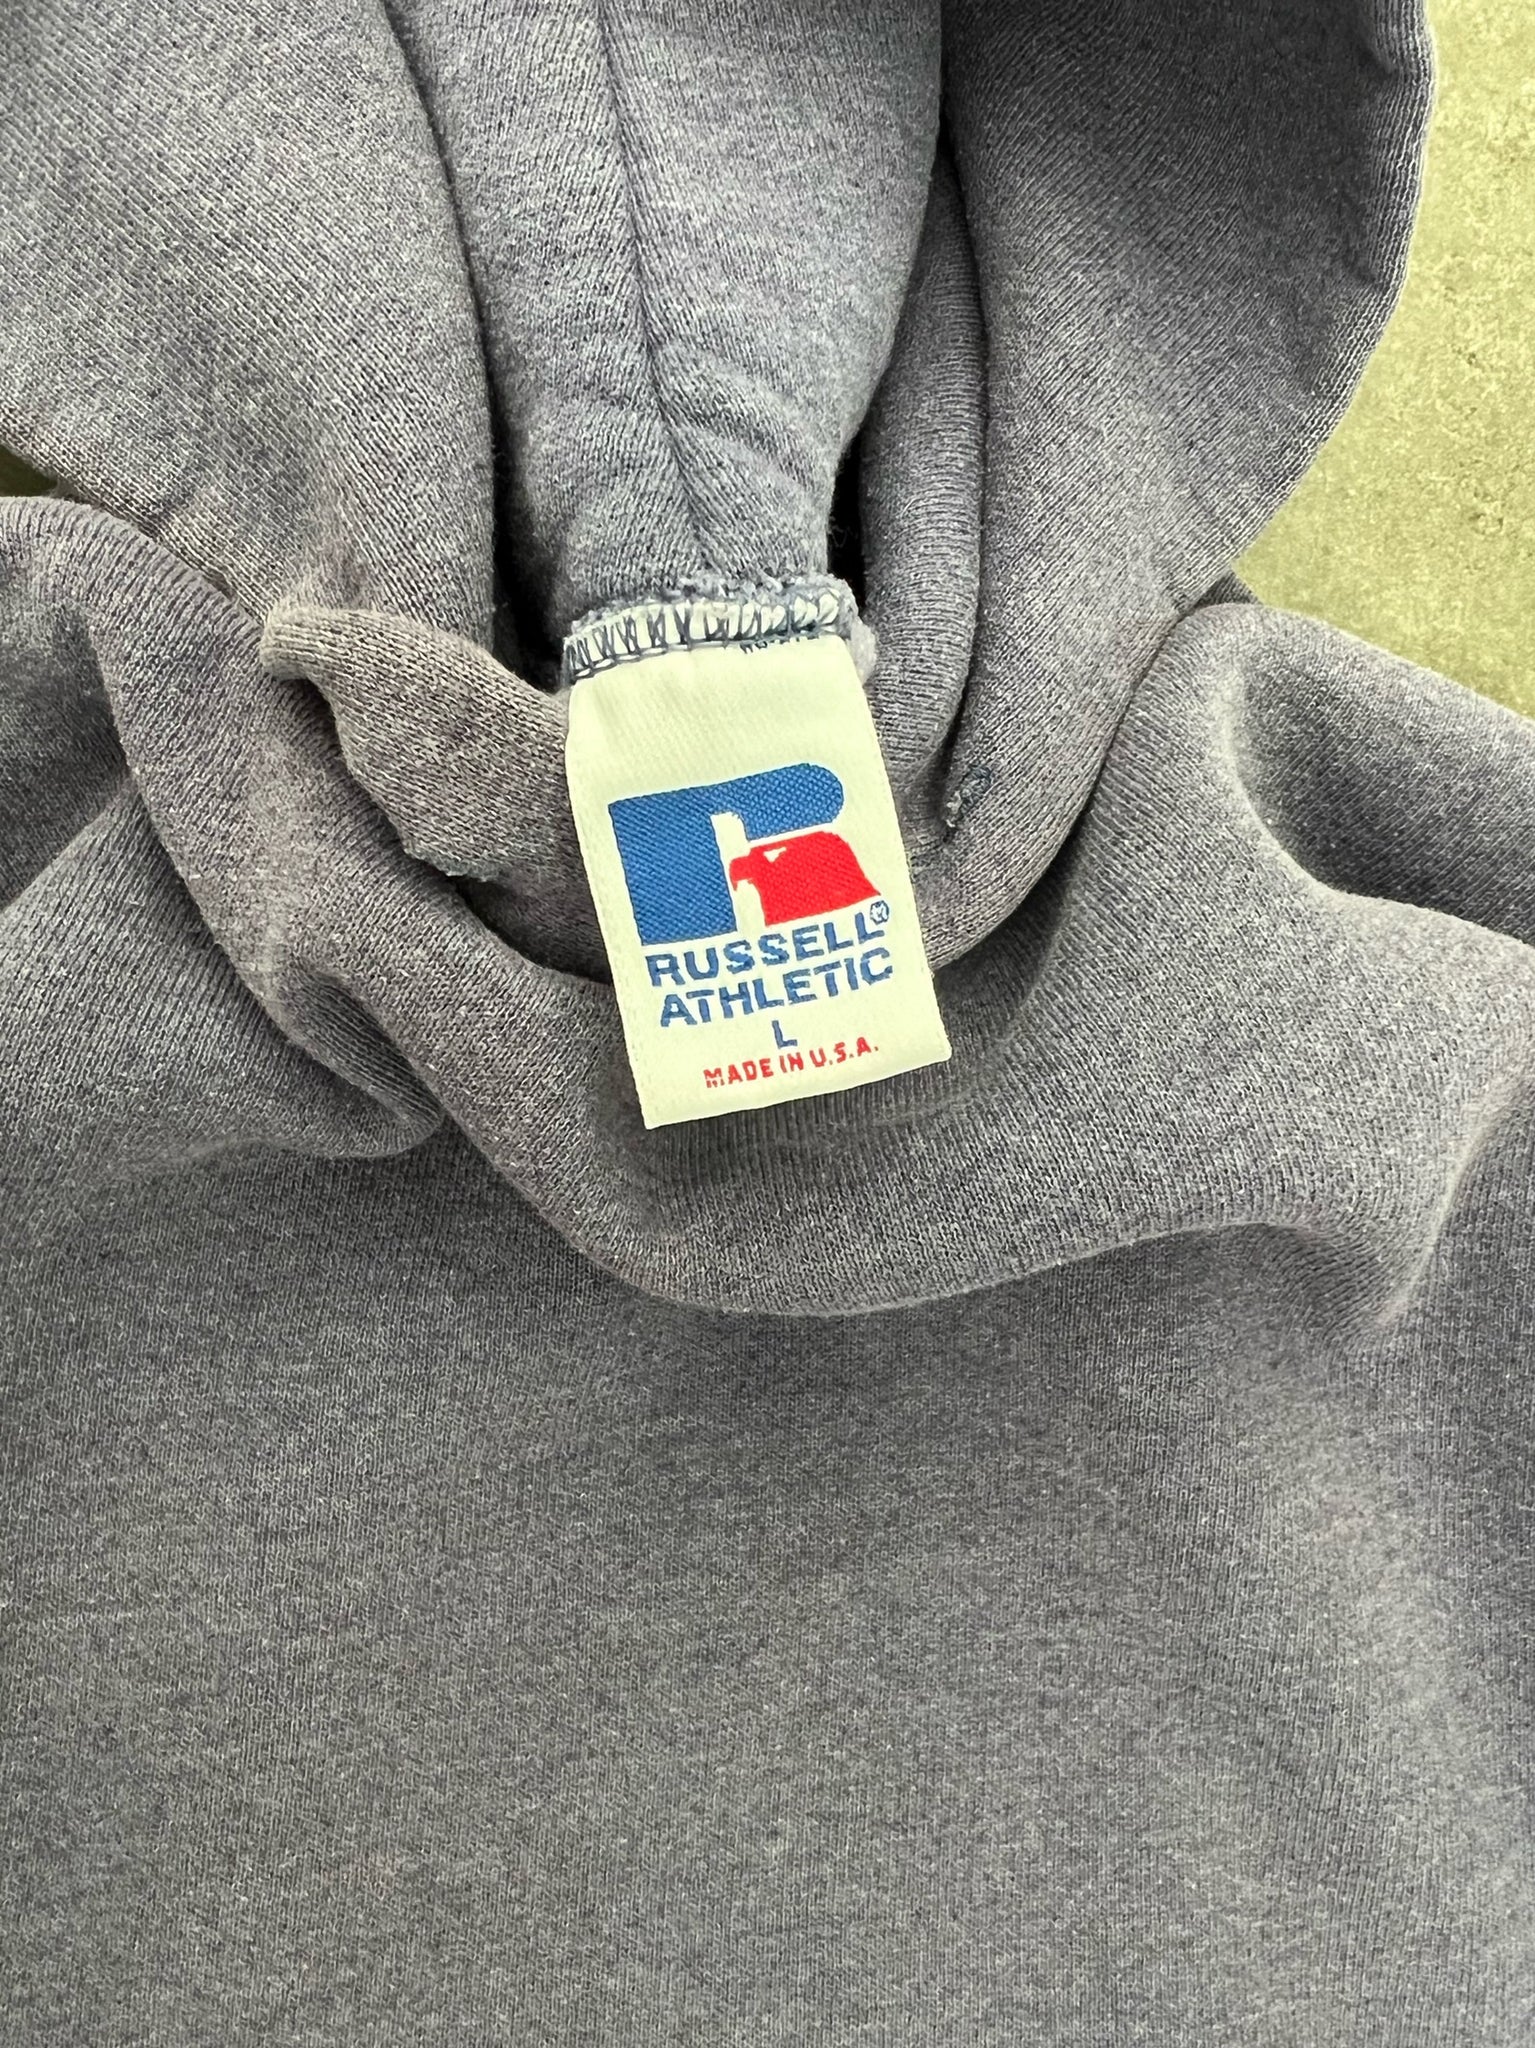 RUSSELL®
ATHLETIC
L
MADE IN U.S.A.